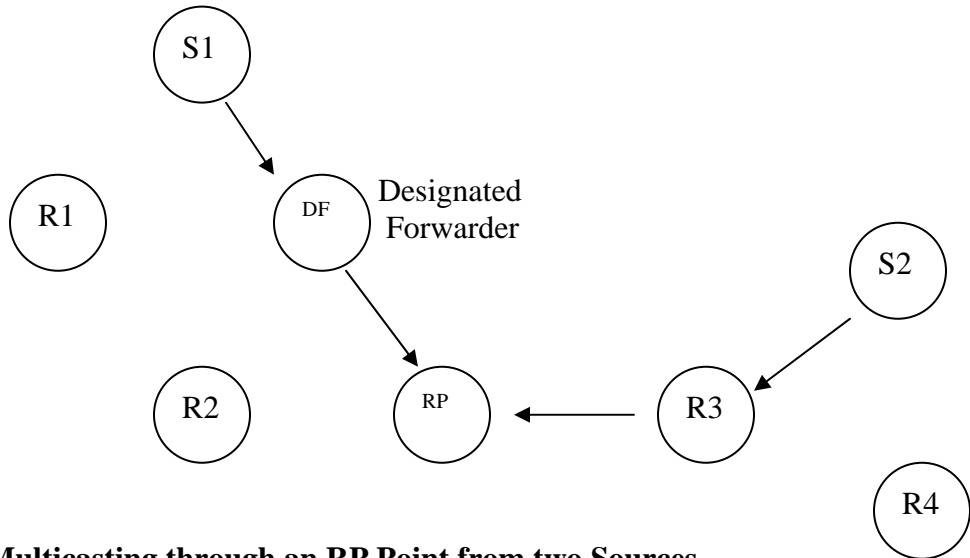 S1
R1
DF
Designated
Forwarder
S2
R2
RP
R3
R4
Multicasting through an RP Point from two Sources